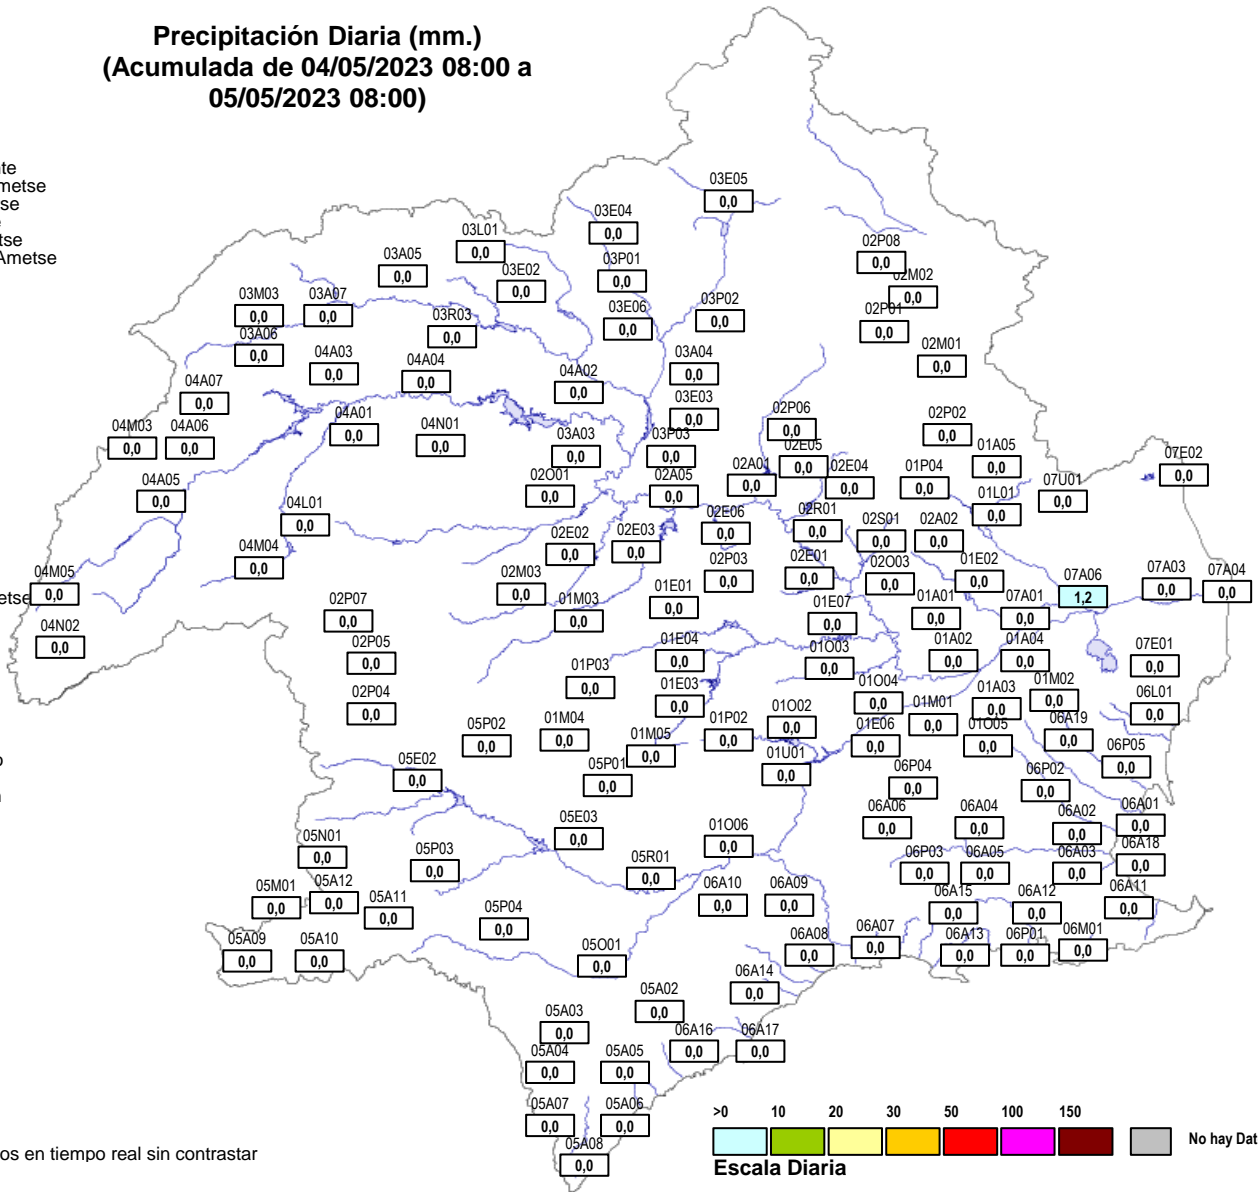 Precipitación Diaria (mm.)
(Acumulada de 04/05/2023 08:00 a
05/05/2023 08:00)
nte
Ametse
tse
e
etse
Ametse
03E05
0,0
03E04
0,0
03L01
0,0
03P01
0,0
02P08
0,0
03A05
0,0
03E02
0,0
02M02
0,0
03M03
0,0
03A07
0,0
03P02
0,0
03E06
0,0
02P01
0,0
03R03
0,0
03A06
0,0
02M01
0,0
04A03
0,0
04A04
0,0
03A04
0,0
04A02
0,0
04A07
0,0
03E03
0,0
02P06
0,0
02P02
0,0
04A01
0,0
04M03
0,0
04A06
0,0
04N01
0,0
03A03
0,0
03P03
0,0
02E05
0,0
01A05
0,0
07E02
0,0
02A01
0,0
02E04
0,0
01P04
0,0
02O01
0,0
02A05
0,0
04A05
0,0
07U01
0,0
01L01
0,0
04L01
0,0
02E06
0,0
02R01
0,0
02S01
0,0
02A02
0,0
02E02
0,0
02E03
0,0
04M04
0,0
02P03
0,0
02E01
0,0
02O03
0,0
01E02
0,0
07A06
1,2
07A03
0,0
07A04
0,0
04M05
0,0
etse
02M03
0,0
01E01
0,0
01M03
0,0
02P07
0,0
01E07
0,0
01A01
0,0
07A01
0,0
04N02
0,0
02P05
0,0
01E04
0,0
01O03
0,0
01A02
0,0
01A04
0,0
07E01
0,0
01P03
0,0
01E03
0,0
01O04
0,0
01A03
0,0
01M02
0,0
06L01
0,0
02P04
0,0
01M01
0,0
05P02
0,0
01M04
0,0
01P02
0,0
01O02
0,0
01E06
0,0
01O05
0,0
06A19
0,0
01M05
0,0
06P05
0,0
01U01
0,0
05E02
0,0
05P01
0,0
06P04
0,0
06P02
0,0
o
06A06
0,0
06A04
0,0
06A02
0,0
06A01
0,0
05E03
0,0
01O06
0,0
05N01
0,0
05P03
0,0
05R01
0,0
06P03
0,0
06A05
0,0
06A03
0,0
06A18
0,0
05M01
0,0
05A12
0,0
05A11
0,0
06A10
0,0
06A09
0,0
06A15
0,0
06A12
0,0
06A11
0,0
05P04
0,0
05A09
0,0
05A10
0,0
05O01
0,0
06A08
0,0
06A07
0,0
06A13
0,0
06P01
0,0
06M01
0,0
06A14
0,0
05A02
0,0
05A03
0,0
06A16
0,0
06A17
0,0
05A04
0,0
05A05
0,0
05A07
0,0
05A06
0,0
05A08
0,0
>0 10 20 30 50 100 150
No hay Dat
Escala Diaria
os en tiempo real sin contrastar